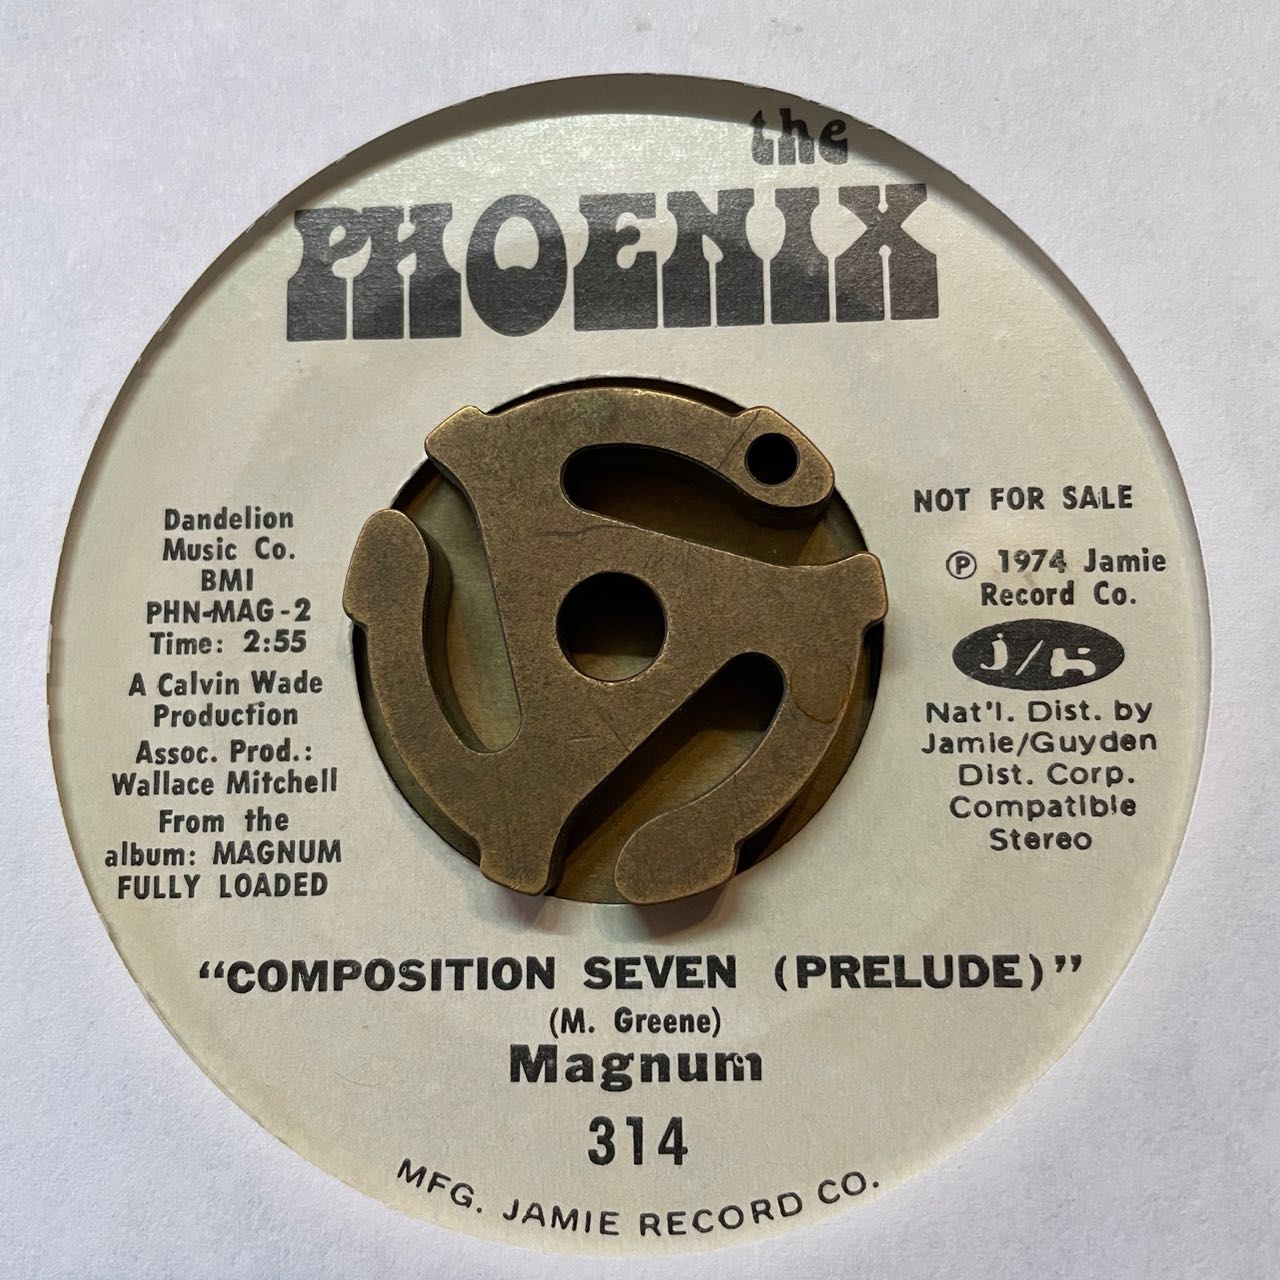 the
PHOENIX
Dandelion
Music Co.
BMI
PHN-MAG-2
Time: 2:55
A Calvin Wade
Production
Assoc. Prod.:
Wallace Mitchell
From the
album: MAGNUM
FULLY LOADED
NOT FOR SALE
℗ 1974 Jamie
Record Co.
j/G
Nat'l. Dist. by
Jamie/Guyden
Dist. Corp.
Compatible
Stereo
“COMPOSITION SEVEN (PRELUDE)”
(M. Greene)
Magnum
314
MFG. JAMIE RECORD CO.